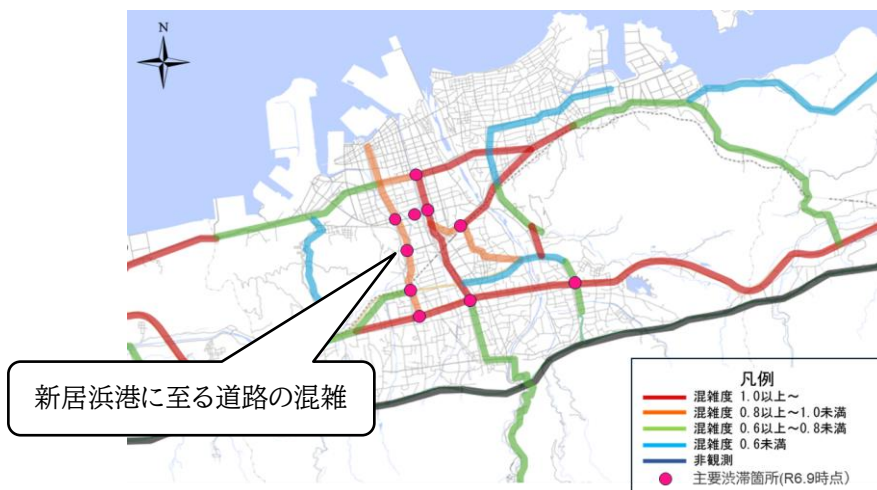 N
新居浜港に至る道路の混雑
凡例
混雑度 1.0以上～
混雑度 0.8以上～1.0未満
混雑度 0.6以上～0.8未満
混雑度 0.6未満
非観測
主要渋滞箇所(R6.9時点)